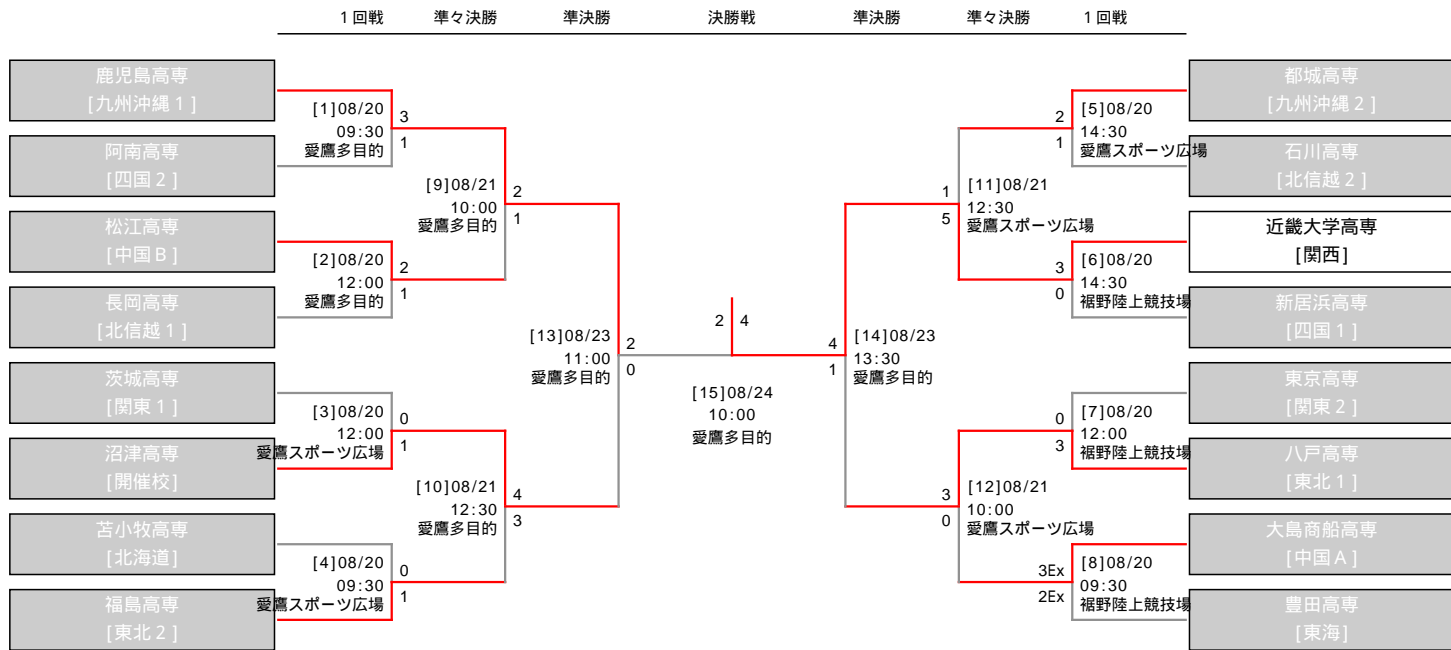 １回戦 準々決勝 準決勝 決勝戦 準決勝 準々決勝 1回戦
鹿児島高専
[九州沖縄１]
阿南高専
[四国２]
松江高専
[中国Ｂ]
長岡高専
[北信越１]
茨城高専
[関東１]
沼津高専
[開催校]
苫小牧高専
[北海道]
福島高専
[東北２]
[1]08/20
09:30
愛鷹多目的
3
1
[2]08/20
12:00
愛鷹多目的
2
1
[3]08/20
12:00
愛鷹スポーツ広場
0
1
[4]08/20
09:30
愛鷹スポーツ広場
0
1
[9]08/21
10:00
愛鷹多目的
2
1
[10]08/21
12:30
愛鷹多目的
4
3
[13]08/23
11:00
愛鷹多目的
2
0
2 4
[15]08/24
10:00
愛鷹多目的
4
1
[14]08/23
13:30
愛鷹多目的
1
5
[11]08/21
12:30
愛鷹スポーツ広場
3
0
[12]08/21
10:00
愛鷹スポーツ広場
2
1
[5]08/20
14:30
愛鷹スポーツ広場
3
0
[6]08/20
14:30
裾野陸上競技場
0
3
[7]08/20
12:00
裾野陸上競技場
3Ex
2Ex
[8]08/20
09:30
裾野陸上競技場
都城高専
[九州沖縄２]
石川高専
[北信越２]
近畿大学高専
[関西]
新居浜高専
[四国１]
東京高専
[関東２]
八戸高専
[東北１]
大島商船高専
[中国Ａ]
豊田高専
[東海]